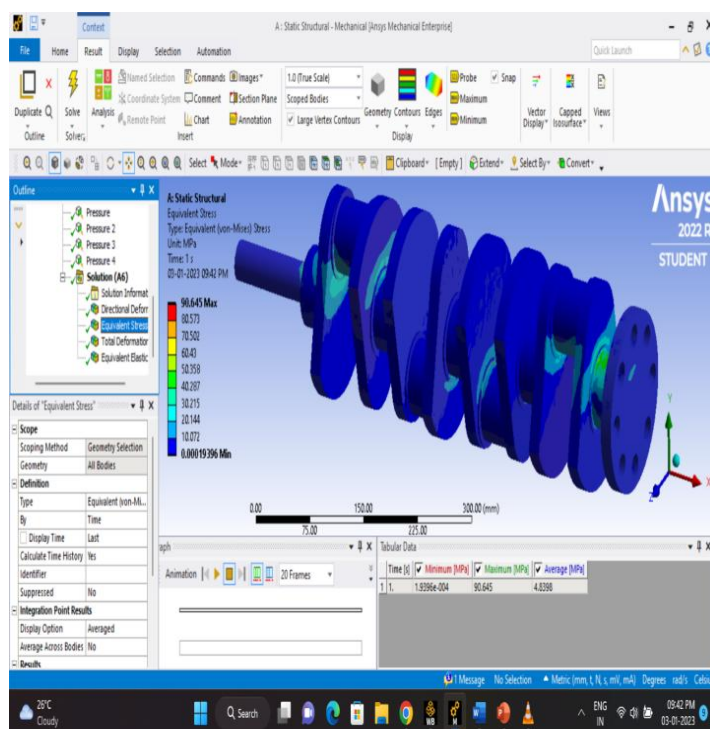 Context
A : Static Structural - Mechanical [Ansys Mechanical Enterprise]
File Home Result Display Selection Automation
Quick Launch
Duplicate Q
Solve
Analysis
Named Selection
Coordinate System
Remote Point
Commands
Comment
Chart
Images
Section Plane
Annotation
1.0 (True Scale)
Scoped Bodies
Large Vertex Contours
Geometry Contours Edges
Probe
Maximum
Minimum
Snap
Vector Display
Capped Isosurface
Views
Outline
Solver
Insert
Display
Select Mode
Clipboard [Empty] Extend Select By Convert
Outline
Pressure
Pressure 2
Pressure 3
Pressure 4
Solution (A6)
Solution Informat
Directional Deforr
Equivalent Stress
Total Deformation
Equivalent Elastic
A: Static Structural
Equivalent Stress
Type: Equivalent (von-Mises) Stress
Unit: MPa
Time: 1 s
03-01-2023 09:42 PM
90.645 Max
80.573
70.502
60.43
50.358
40.287
30.215
20.144
10.072
0.00019396 Min
Ansys
2022 R
STUDENT
Y
X
Z
0.00 150.00 300.00 (mm)
75.00 225.00
Details of "Equivalent Stress"
Scope
Scoping Method Geometry Selection
Geometry All Bodies
Definition
Type Equivalent (von-Mi...
By Time
Display Time Last
Calculate Time History Yes
Identifier
Suppressed No
Integration Point Results
Display Option Averaged
Average Across Bodies No
Results
aph
Animation 20 Frames
Tabular Data
Time [s] Minimum [MPa] Maximum [MPa] Average [MPa]
1 1. 1.9396e-004 90.645 4.8398
1 Message No Selection Metric (mm, t, N, s, mV, mA) Degrees rad/s Celsi
26°C
Cloudy
Search
WB
M
ENG
IN
09:42 PM
03-01-2023